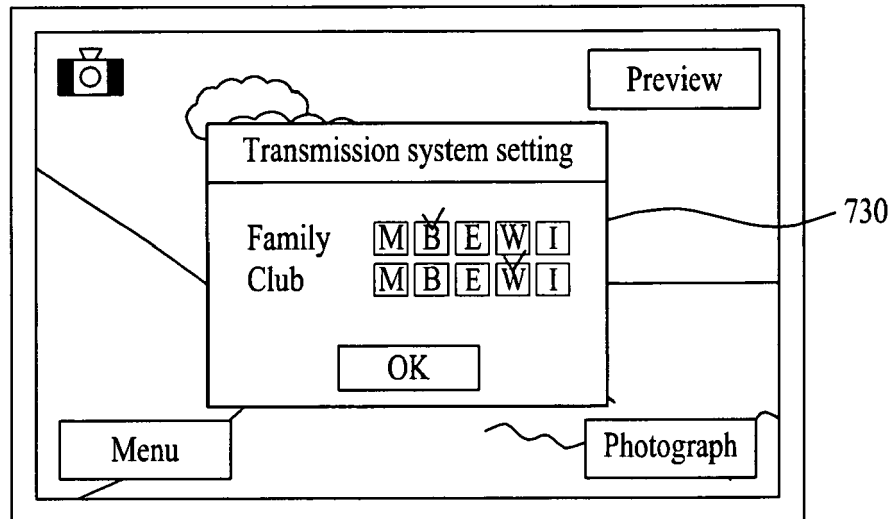 Preview
Transmission system setting
Family M B E W I
Club M B E W I
730
OK
Menu
Photograph